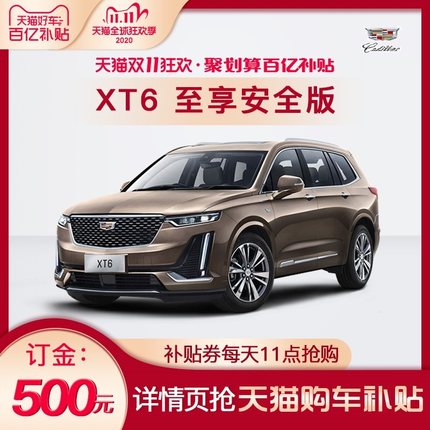 天猫好车
百亿补贴
11.11
天猫全球狂欢季
2020
Cadillac
天猫双11狂欢·聚划算百亿补贴
XT6 至享安全版
XT6
订金:
500元
补贴券每天11点抢购
详情页抢天猫购车补贴